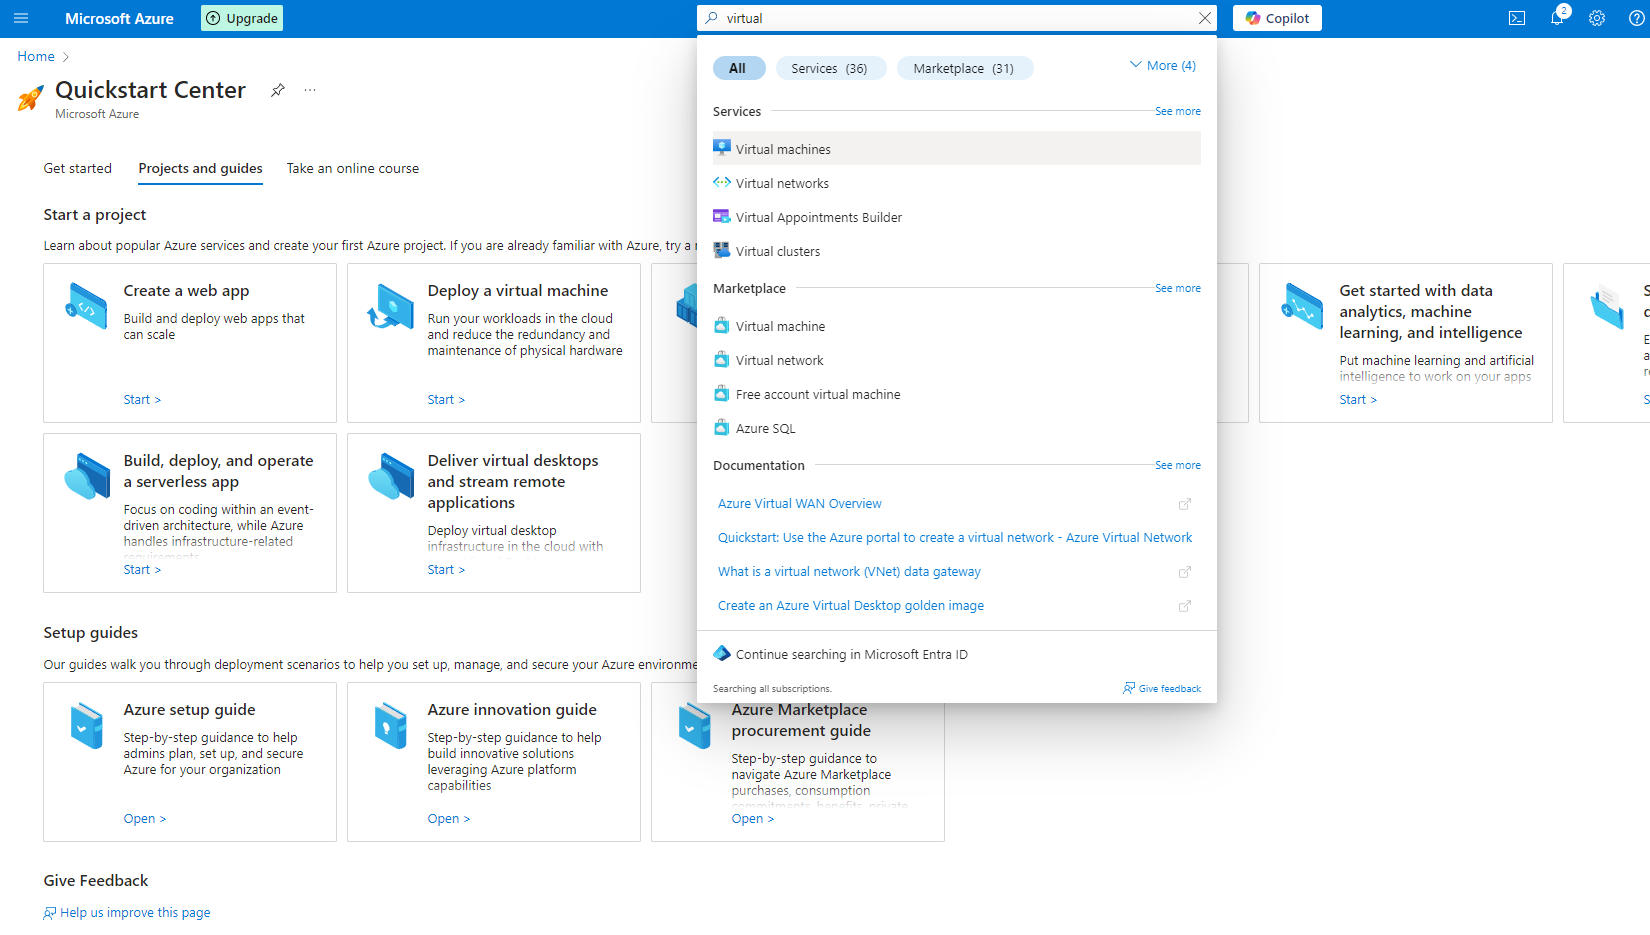 Microsoft Azure
Upgrade
virtual
Copilot
2
Home
Quickstart Center
Microsoft Azure
Get started
Projects and guides
Take an online course
Start a project
Learn about popular Azure services and create your first Azure project. If you are already familiar with Azure, try a
Create a web app
Build and deploy web apps that
can scale
Start >
Deploy a virtual machine
Run your workloads in the cloud
and reduce the redundancy and
maintenance of physical hardware
Start >
Get started with data
analytics, machine
learning, and intelligence
Put machine learning and artificial
intelligence to work on your apps
Start >
Build, deploy, and operate
a serverless app
Focus on coding within an event-
driven architecture, while Azure
handles infrastructure-related
requirements
Start >
Deliver virtual desktops
and stream remote
applications
Deploy virtual desktop
infrastructure in the cloud with
Start >
All
Services (36)
Marketplace (31)
More (4)
Services
See more
Virtual machines
Virtual networks
Virtual Appointments Builder
Virtual clusters
Marketplace
See more
Virtual machine
Virtual network
Free account virtual machine
Azure SQL
Documentation
See more
Azure Virtual WAN Overview
Quickstart: Use the Azure portal to create a virtual network - Azure Virtual Network
What is a virtual network (VNet) data gateway
Create an Azure Virtual Desktop golden image
Continue searching in Microsoft Entra ID
Searching all subscriptions.
Give feedback
Setup guides
Our guides walk you through deployment scenarios to help you set up, manage, and secure your Azure
Azure setup guide
Step-by-step guidance to help
admins plan, set up, and secure
Azure for your organization
Open >
Azure innovation guide
Step-by-step guidance to help
build innovative solutions
leveraging Azure platform
capabilities
Open >
Azure Marketplace
procurement guide
Step-by-step guidance to
navigate Azure Marketplace
purchases, consumption
commitments, benefits, private
Open >
Give Feedback
Help us improve this page